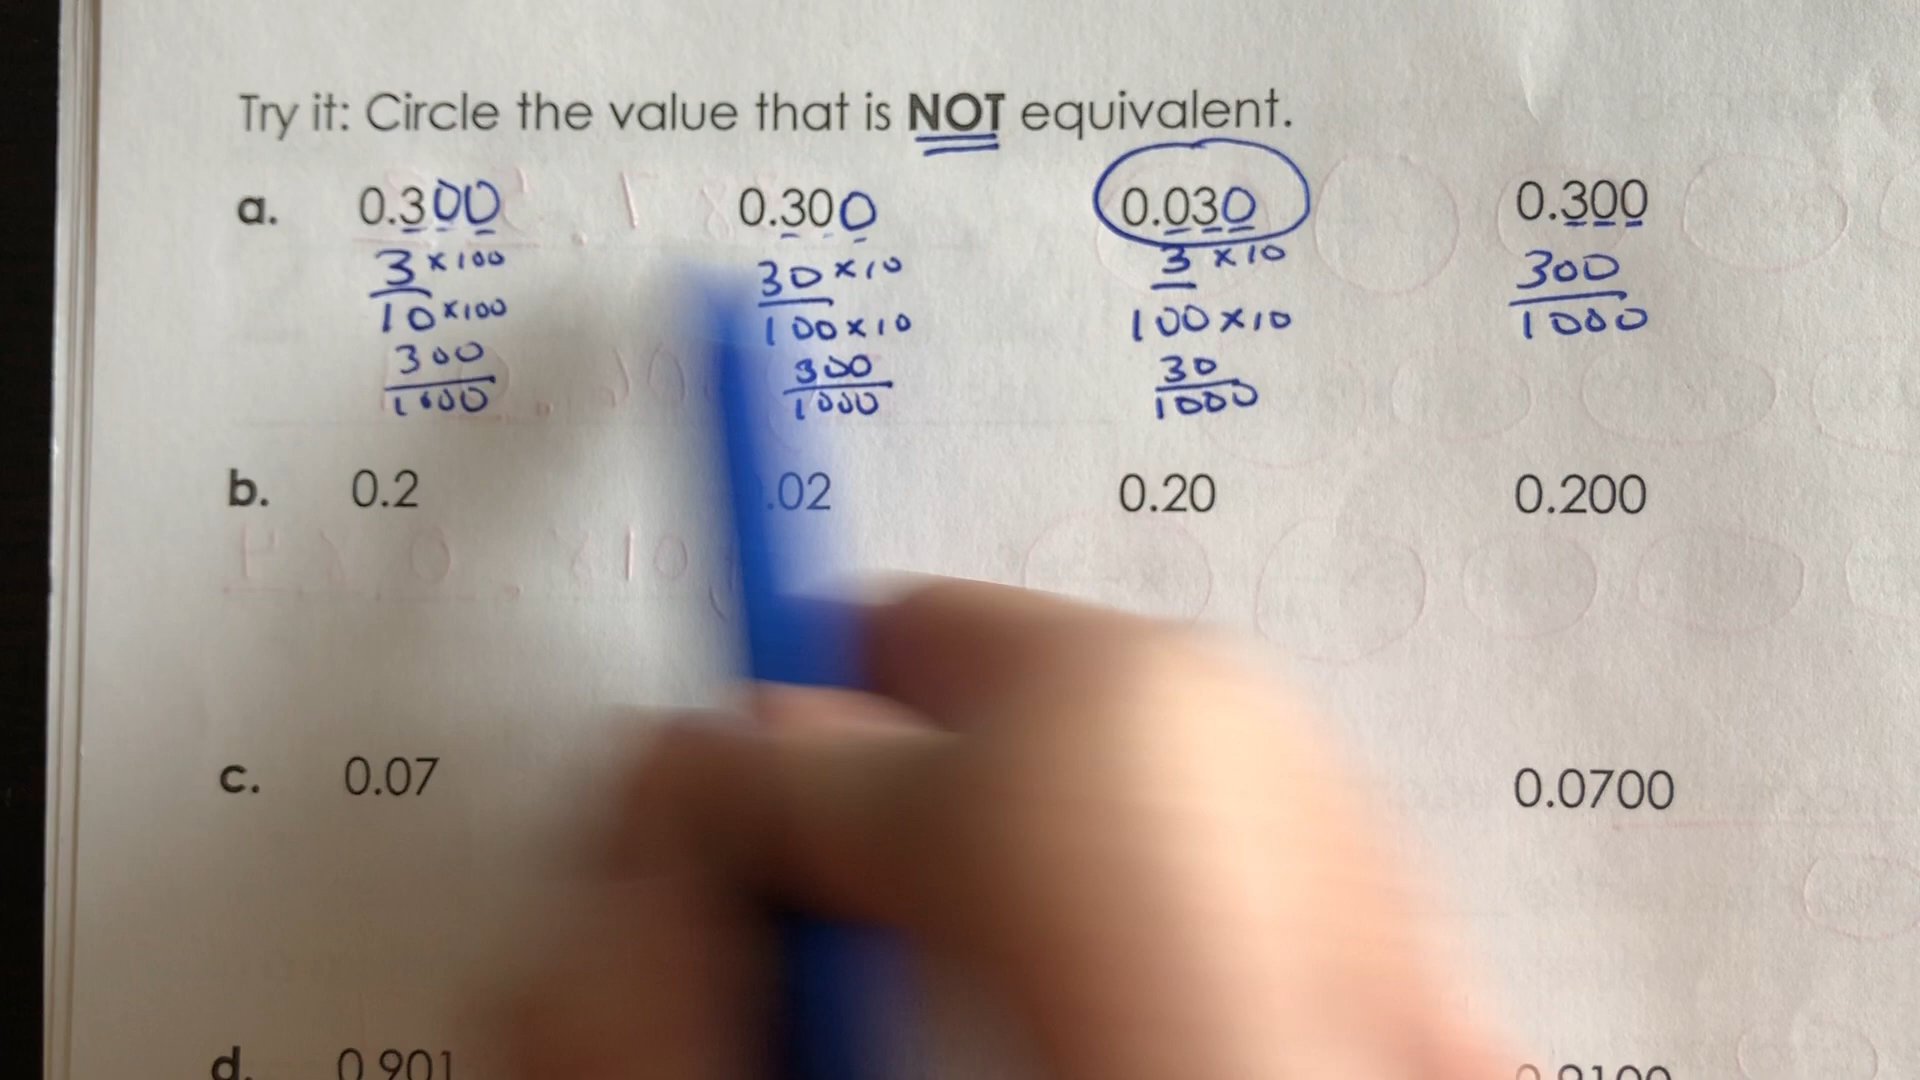 Try it: Circle the value that is NOT equivalent.
a. 0.300 0.300 0.030 0.300
3 × 100 30 × 10 3 × 10 300
10 × 100 100 × 10 100 × 10 1000
300 300 30
1000 1000 1000
b. 0.2 .02 0.20 0.200
c. 0.07 0.0700
d. 0.901